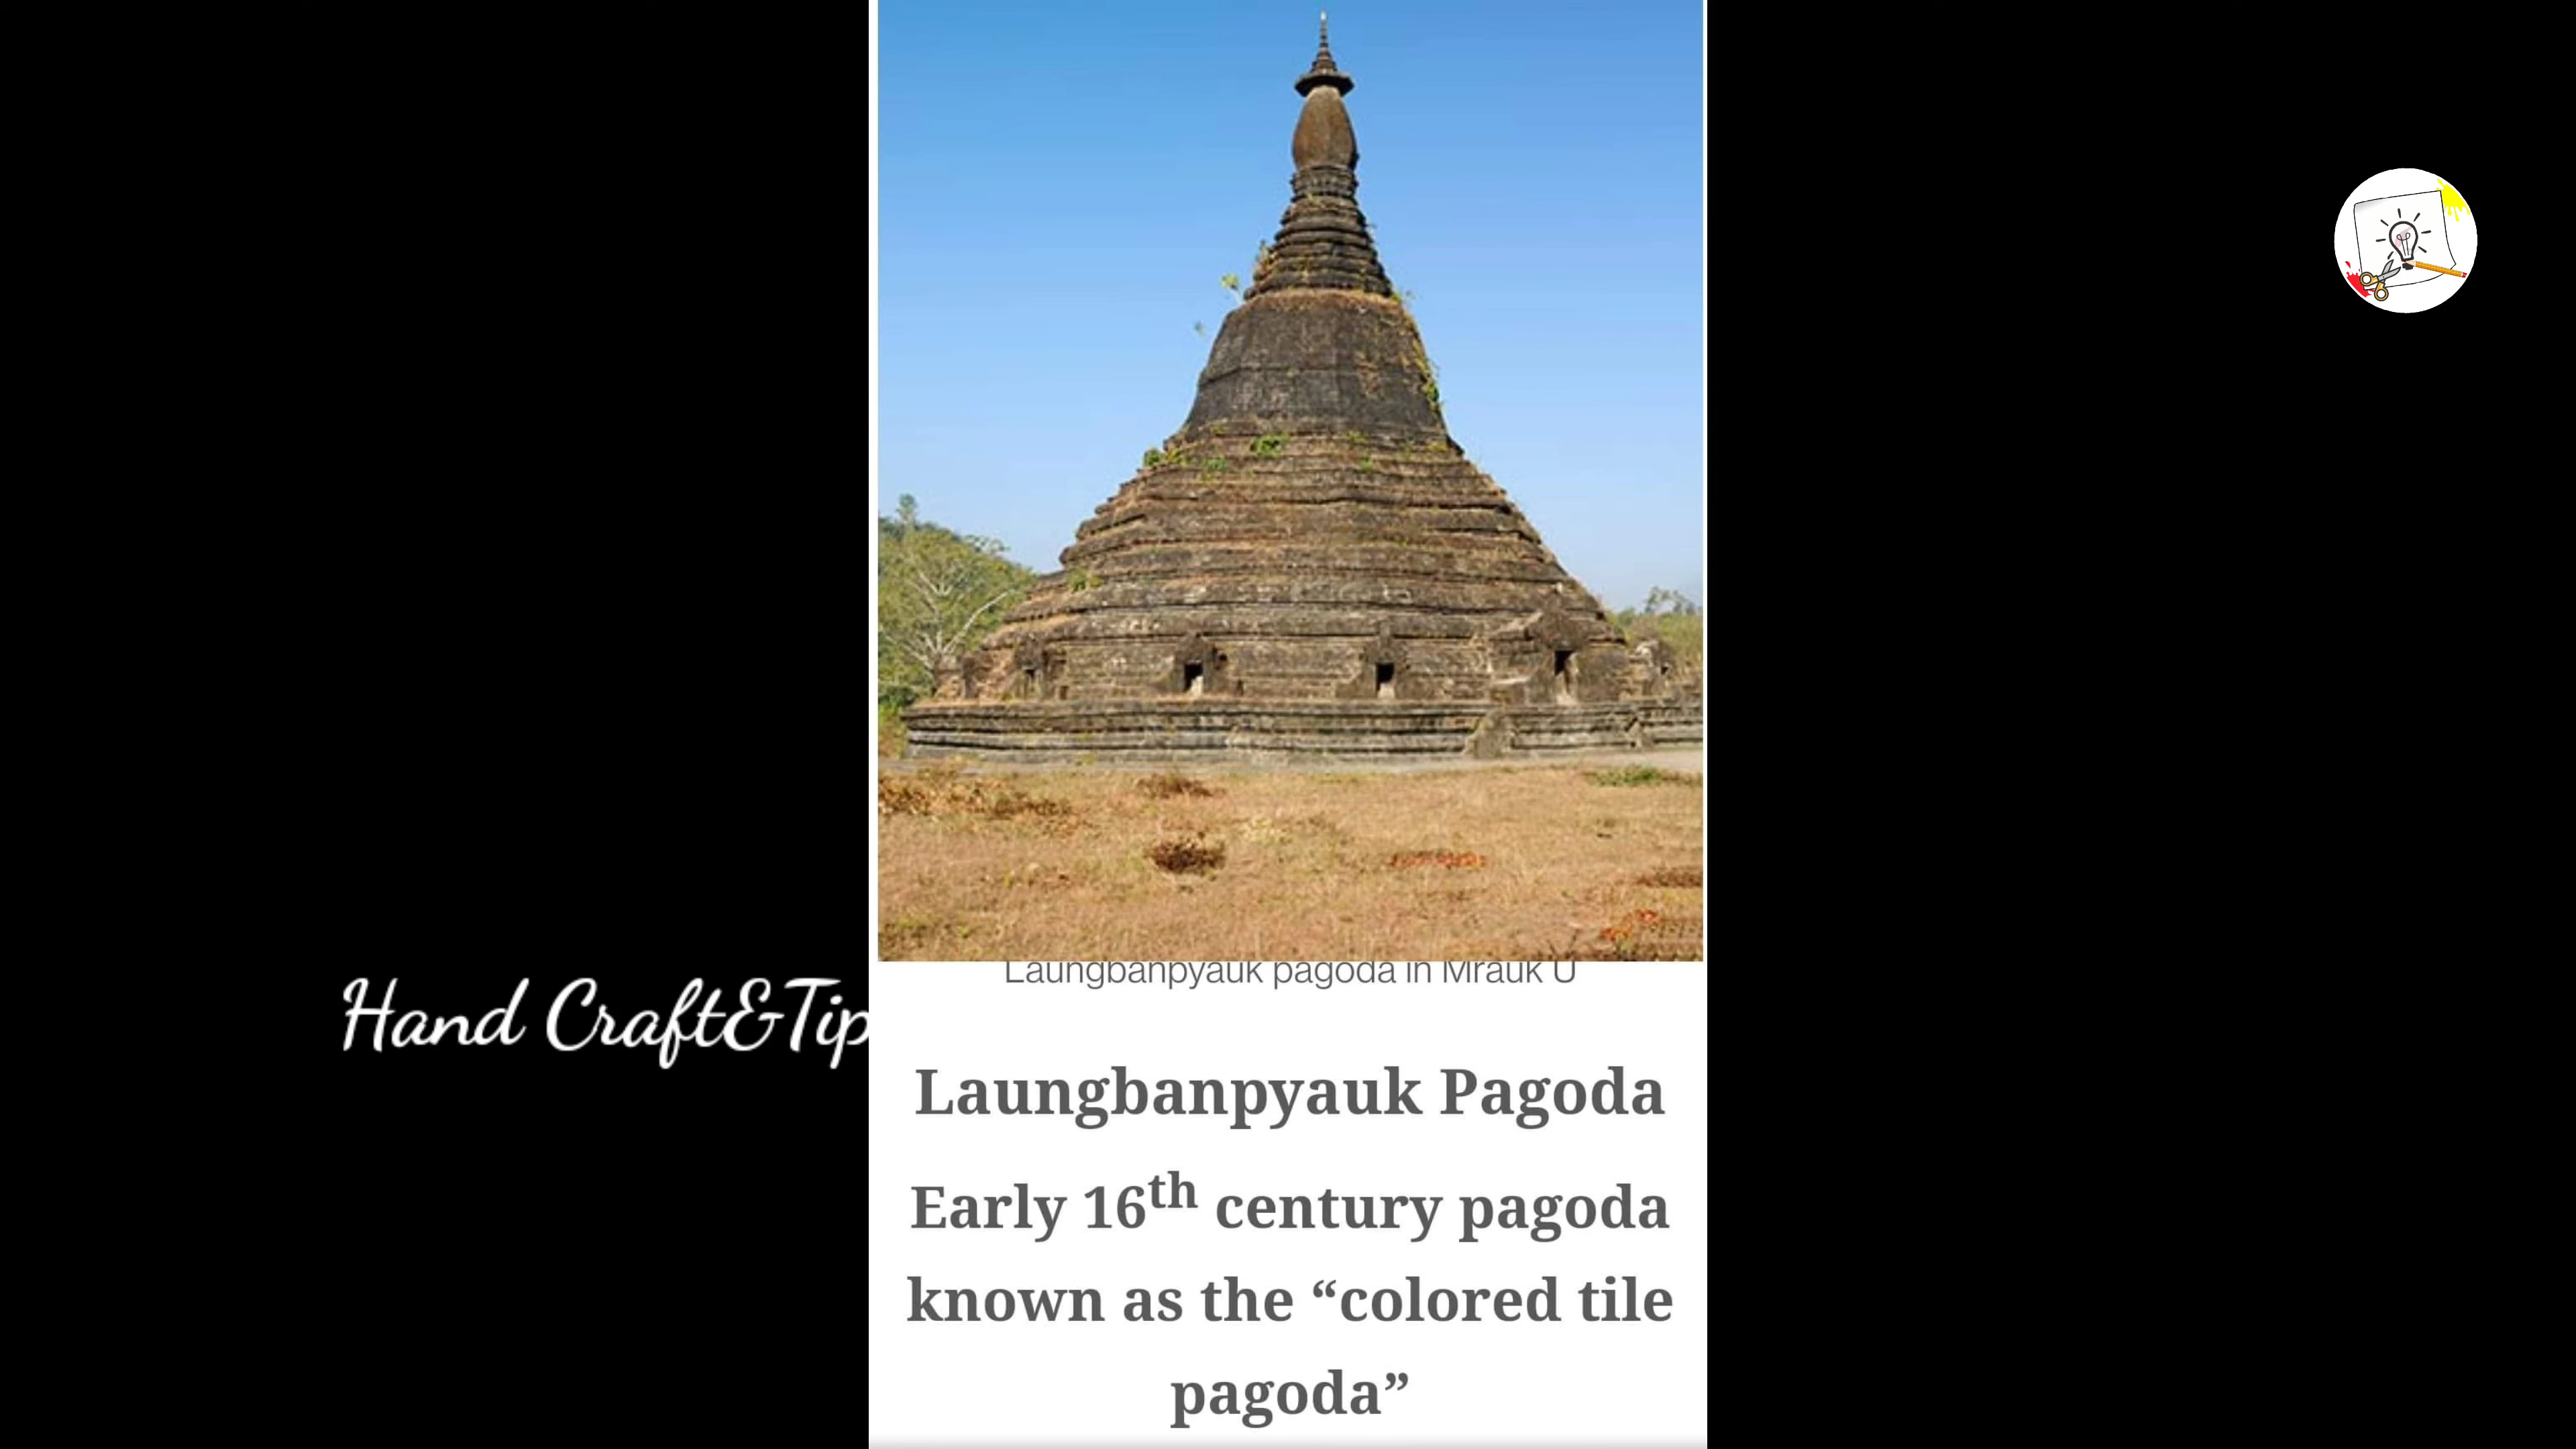 Laungbanpyauk pagoda in Mrauk U
Hand Craft&Tip
Laungbanpyauk Pagoda
Early 16th century pagoda
known as the “colored tile
pagoda”